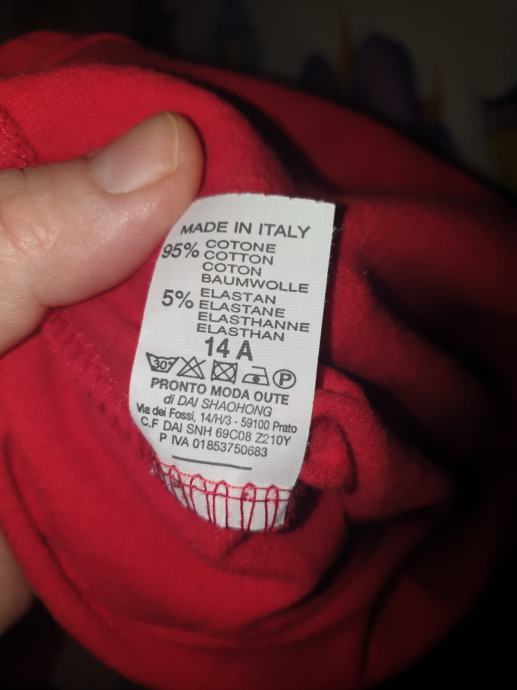 MADE IN ITALY
95% COTONE
COTTON
COTON
BAUMWOLLE
5% ELASTAN
ELASTANE
ELASTHANNE
ELASTHAN
14 A
30°
P
PRONTO MODA OUTE
di DAI SHAOHONG
Via dei Fossi, 14/H/3 - 59100 Prato
C.F DAI SNH 69C08 Z210Y
P IVA 01853750683